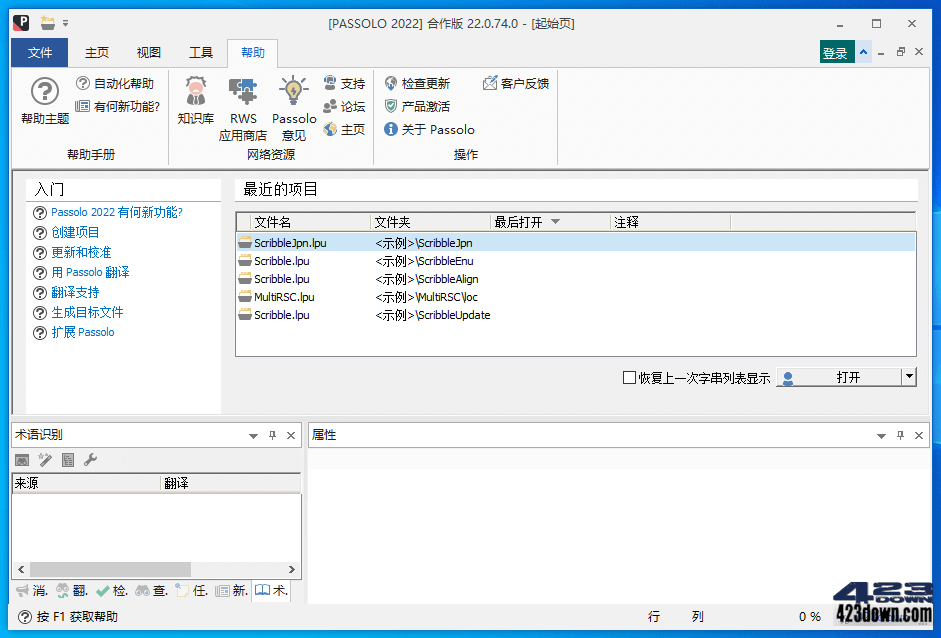 [PASSOLO 2022] 合作版 22.0.74.0 - [起始页]
文件 主页 视图 工具 帮助 登录
帮助主题
自动化帮助
有何新功能?
帮助手册
知识库
RWS
应用商店
Passolo
意见
支持
论坛
主页
网络资源
检查更新
产品激活
关于 Passolo
客户反馈
操作
入门
Passolo 2022 有何新功能?
创建项目
更新和校准
用 Passolo 翻译
翻译支持
生成目标文件
扩展 Passolo
最近的项目
文件名 文件夹 最后打开 注释
ScribbleJpn.lpu <示例>\ScribbleJpn
Scribble.lpu <示例>\ScribbleEnu
Scribble.lpu <示例>\ScribbleAlign
MultiRSC.lpu <示例>\MultiRSC\loc
Scribble.lpu <示例>\ScribbleUpdate
恢复上一次字串列表显示 打开
术语识别
来源 翻译
消. 翻. 检. 查. 任. 新. 术.
属性
按 F1 获取帮助 行 列 0 %
423
DOWN
423down.com